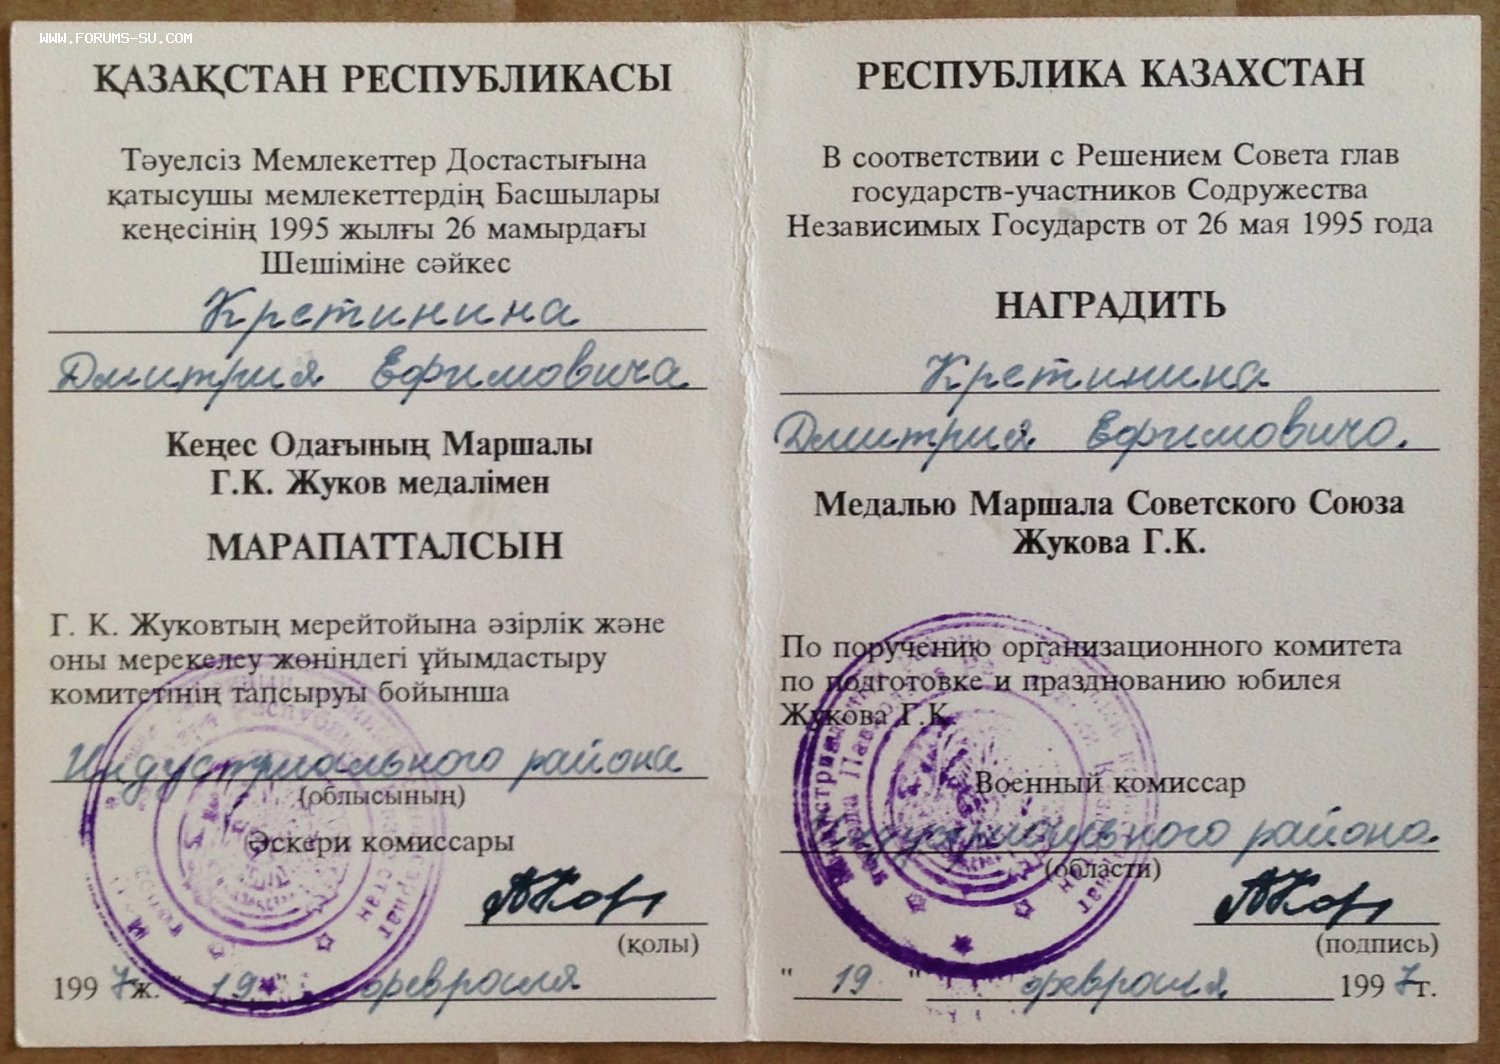 WWW.FORUMS-SU.COM
ҚАЗАҚСТАН РЕСПУБЛИКАСЫ
Тәуелсіз Мемлекеттер Достастығына
қатысушы мемлекеттердің Басшылары
кеңесінің 1995 жылғы 26 мамырдағы
Шешіміне сәйкес
Кретинина
Дмитрия Ефимовича
Кеңес Одағының Маршалы
Г.К. Жуков медалімен
МАРАПАТТАЛСЫН
Г. К. Жуковтың мерейтойына әзірлік және
оны мерекелеу жөніндегі ұйымдастыру
комитетінің тапсыруы бойынша
Индустриального района
(облысының)
Әскери комиссары
(қолы)
1997 ж. "19" февраля
РЕСПУБЛИКА КАЗАХСТАН
В соответствии с Решением Совета глав
государств-участников Содружества
Независимых Государств от 26 мая 1995 года
НАГРАДИТЬ
Кретинина
Дмитрия Ефимовича.
Медалью Маршала Советского Союза
Жукова Г.К.
По поручению организационного комитета
по подготовке и празднованию юбилея
Жукова Г.К.
Военный комиссар
Индустриального района.
(области)
(подпись)
"19" февраля 1997 г.